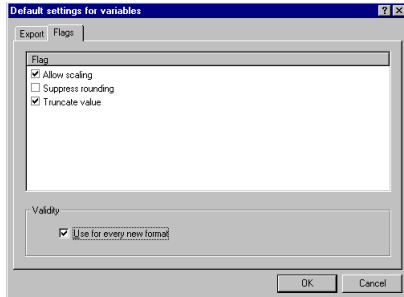 Default settings for variables
Export Flags
Flag
Allow scaling
Suppress rounding
Truncate value
Validity
Use for every new format
OK Cancel